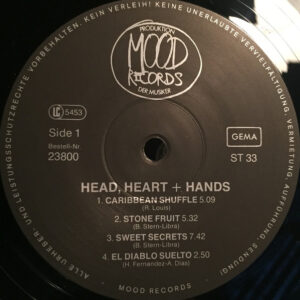 ALLE URHEBER- UND LEISTUNGSSCHUTZRECHTE VORBEHALTEN. KEIN VERLEIH! KEINE UNERLAUBTE VERVIELFÄLTIGUNG, VERMIETUNG, AUFFÜHRUNG, SENDUNG!
PRODUKTION
MOOD
RECORDS
DER MUSIKER
LC 5453
Side 1
Bestell-Nr.
23800
GEMA
ST 33
HEAD, HEART + HANDS
1. CARIBBEAN SHUFFLE 5.09
(R. Louis)
2. STONE FRUIT 5.32
(B. Stern-Libra)
3. SWEET SECRETS 7.42
(B. Stern-Libra)
4. EL DIABLO SUELTO 2.50
(H. Fernandez-A. Dias)
MOOD RECORDS